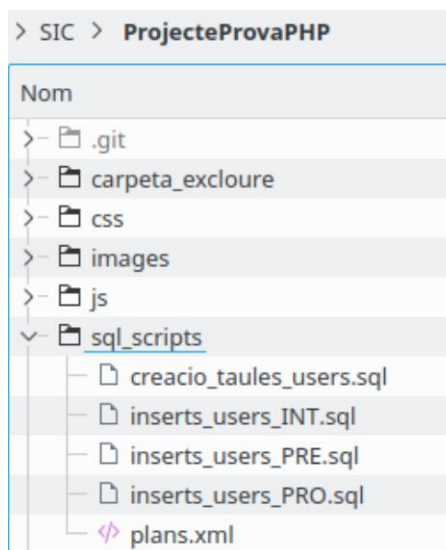 > SIC > ProjecteProvaPHP
Nom
.git
carpeta_excloure
css
images
js
sql_scripts
creacio_taules_users.sql
inserts_users_INT.sql
inserts_users_PRE.sql
inserts_users_PRO.sql
plans.xml